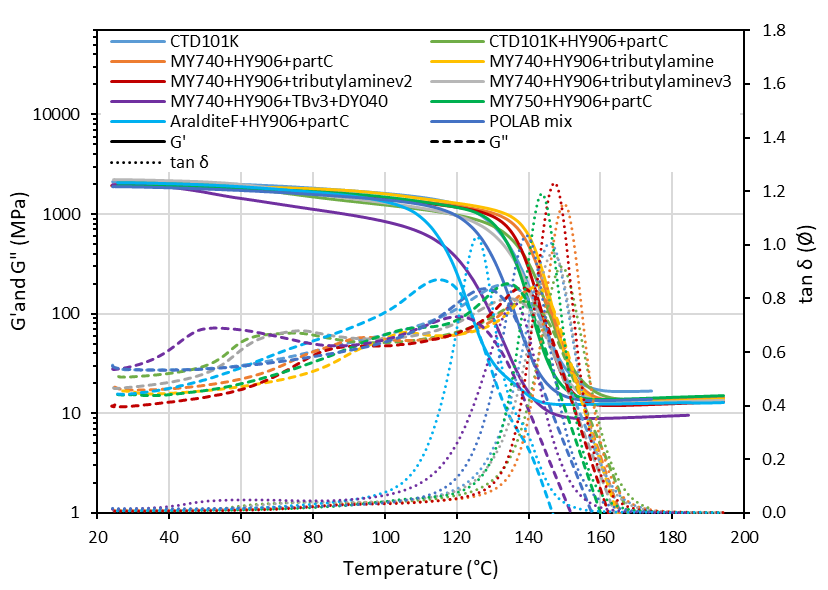 CTD101K
CTD101K+HY906+partC
MY740+HY906+partC
MY740+HY906+tributylamine
MY740+HY906+tributylaminev2
MY740+HY906+tributylaminev3
MY740+HY906+TBv3+DY040
MY750+HY906+partC
AralditeF+HY906+partC
POLAB mix
G'
G"
tan δ
10000
1000
100
10
1
G'and G" (MPa)
1.8
1.6
1.4
1.2
1.0
0.8
0.6
0.4
0.2
0.0
tan δ (Ø)
20 40 60 80 100 120 140 160 180 200
Temperature (°C)